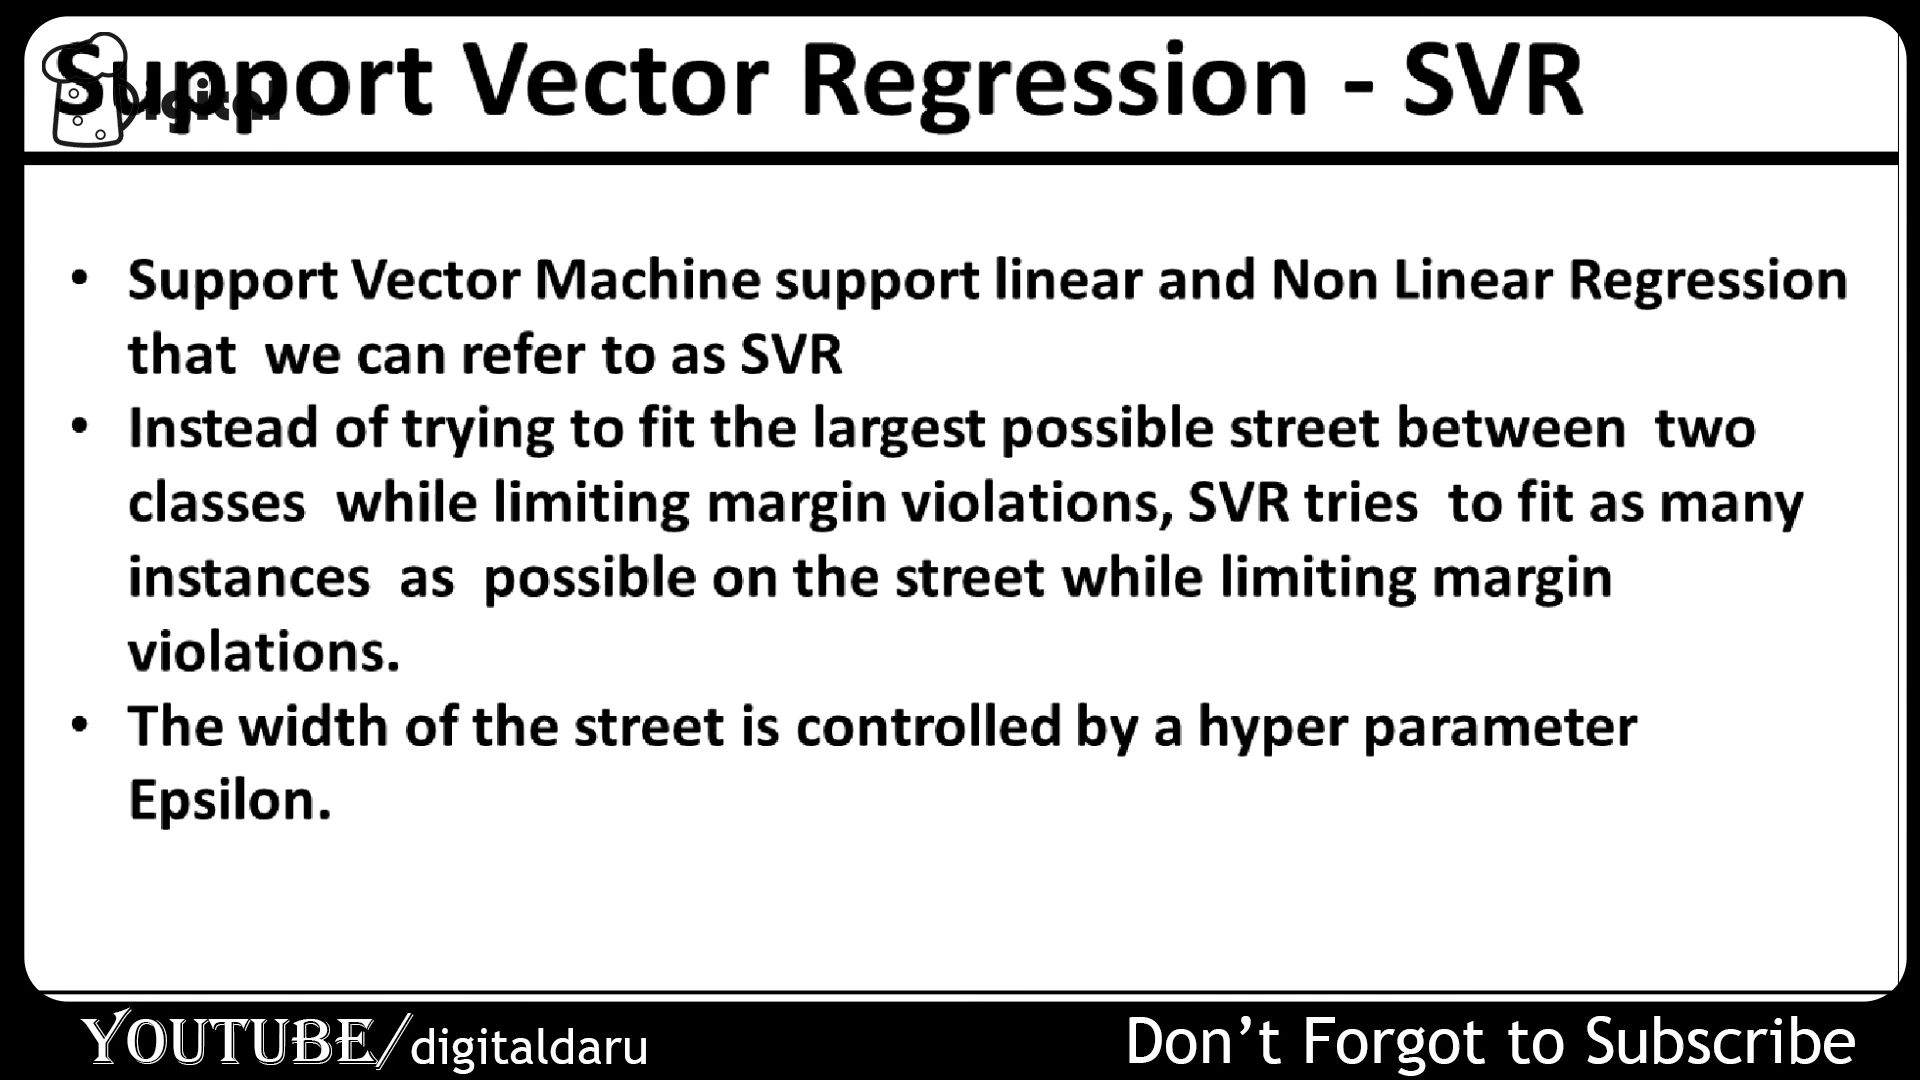 Support Vector Regression - SVR
Digital
• Support Vector Machine support linear and Non Linear Regression
that we can refer to as SVR
• Instead of trying to fit the largest possible street between two
classes while limiting margin violations, SVR tries to fit as many
instances as possible on the street while limiting margin
violations.
• The width of the street is controlled by a hyper parameter
Epsilon.
YOUTUBE/digitaldaru
Don’t Forgot to Subscribe